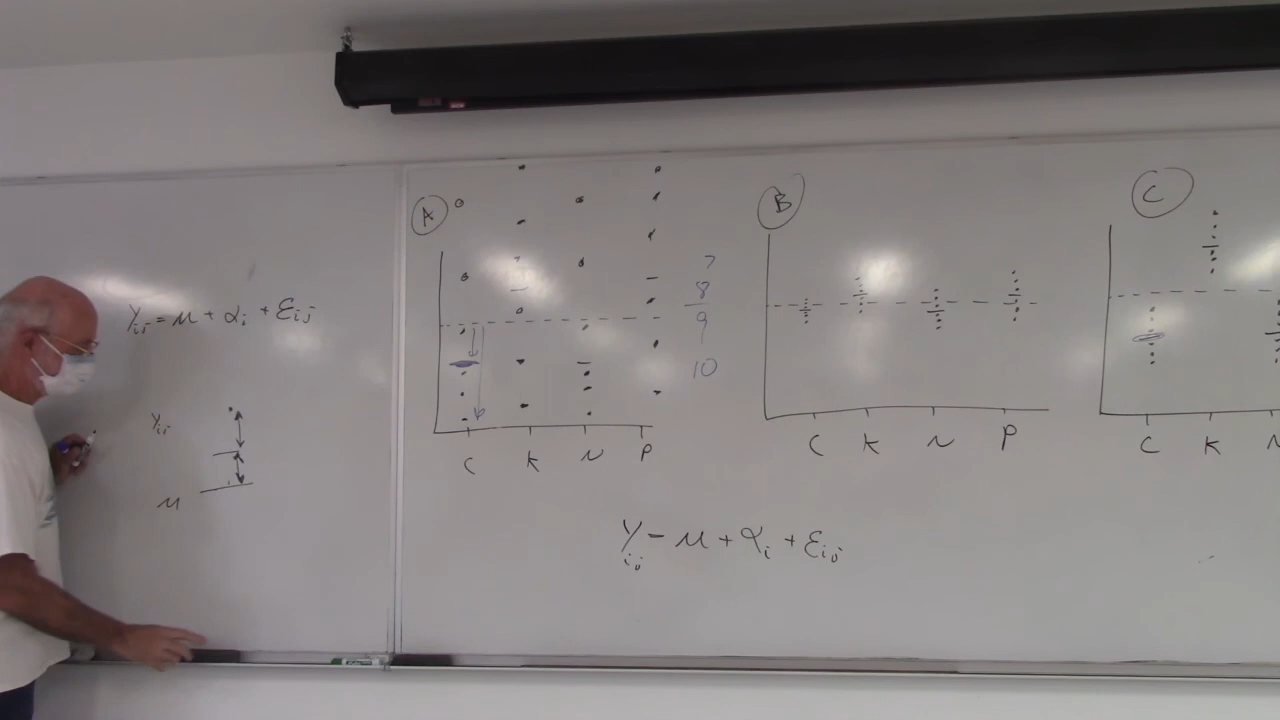 Yij = μ + αi + εij
Yij
μ
A
7
8
9
10
C K N P
B
C K N P
C
C K N
Yij = μ + αi + εij